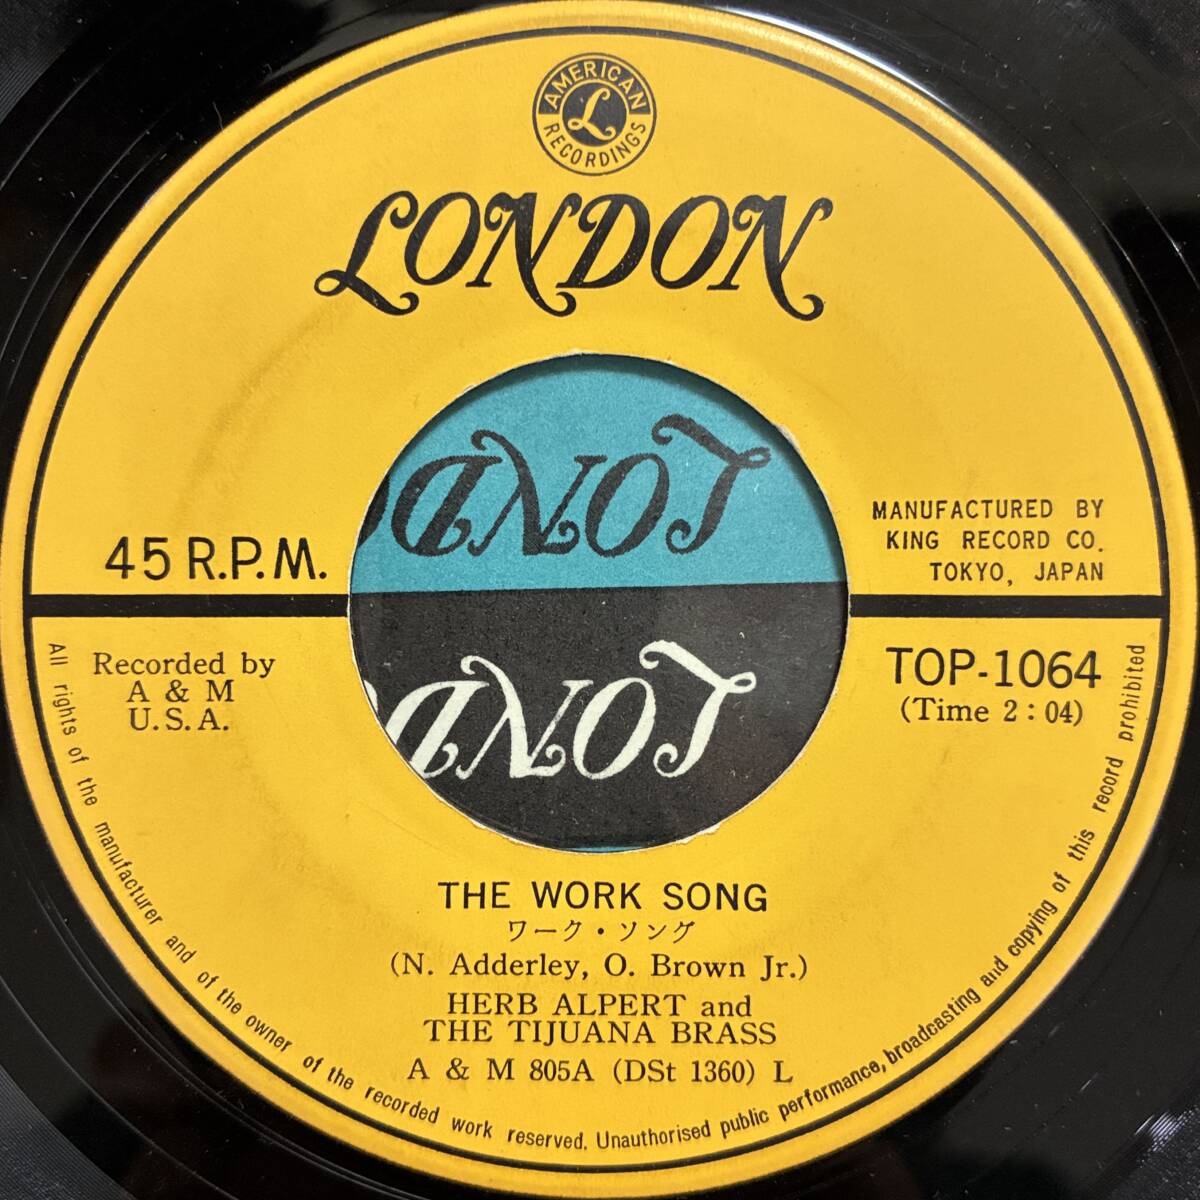 AMERICAN
L
RECORDINGS
LONDON
LONDON
LONDON
45 R.P.M.
MANUFACTURED BY
KING RECORD CO.
TOKYO, JAPAN
Recorded by
A & M
U.S.A.
TOP-1064
(Time 2:04)
THE WORK SONG
ワーク・ソング
(N. Adderley, O. Brown Jr.)
HERB ALPERT and
THE TIJUANA BRASS
A & M 805A (DSt 1360) L
All rights of the manufacturer and of the owner of the recorded work reserved. Unauthorised public performance, broadcasting and copying of this record prohibited